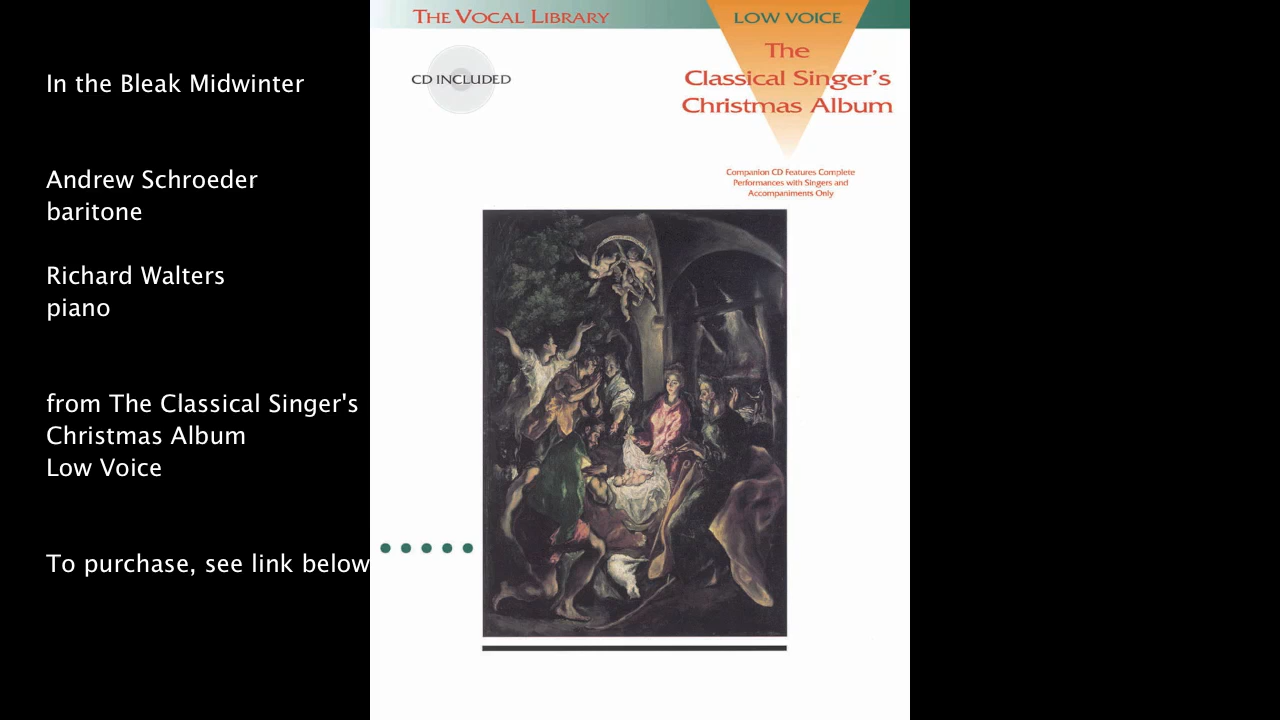 In the Bleak Midwinter
Andrew Schroeder
baritone
Richard Walters
piano
from The Classical Singer's
Christmas Album
Low Voice
To purchase, see link below
THE VOCAL LIBRARY
LOW VOICE
CD INCLUDED
The
Classical Singer's
Christmas Album
Companion CD Features Complete
Performances with Singers and
Accompaniments Only